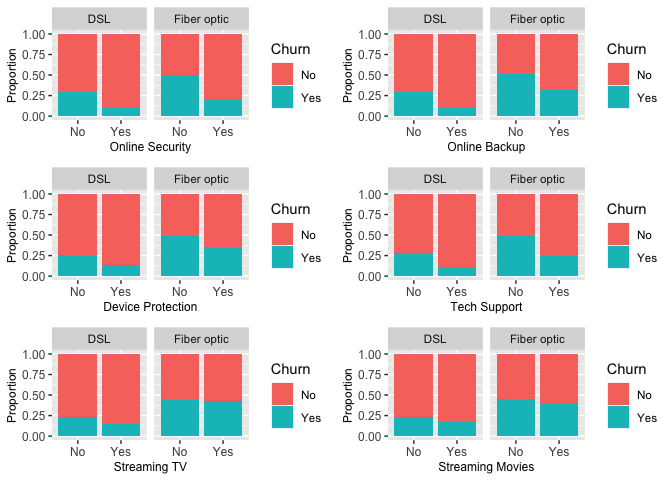 DSL Fiber optic
1.00
0.75
0.50
0.25
0.00
Proportion
No Yes No Yes
Online Security
Churn
No
Yes
DSL Fiber optic
1.00
0.75
0.50
0.25
0.00
Proportion
No Yes No Yes
Online Backup
Churn
No
Yes
DSL Fiber optic
1.00
0.75
0.50
0.25
0.00
Proportion
No Yes No Yes
Device Protection
Churn
No
Yes
DSL Fiber optic
1.00
0.75
0.50
0.25
0.00
Proportion
No Yes No Yes
Tech Support
Churn
No
Yes
DSL Fiber optic
1.00
0.75
0.50
0.25
0.00
Proportion
No Yes No Yes
Streaming TV
Churn
No
Yes
DSL Fiber optic
1.00
0.75
0.50
0.25
0.00
Proportion
No Yes No Yes
Streaming Movies
Churn
No
Yes